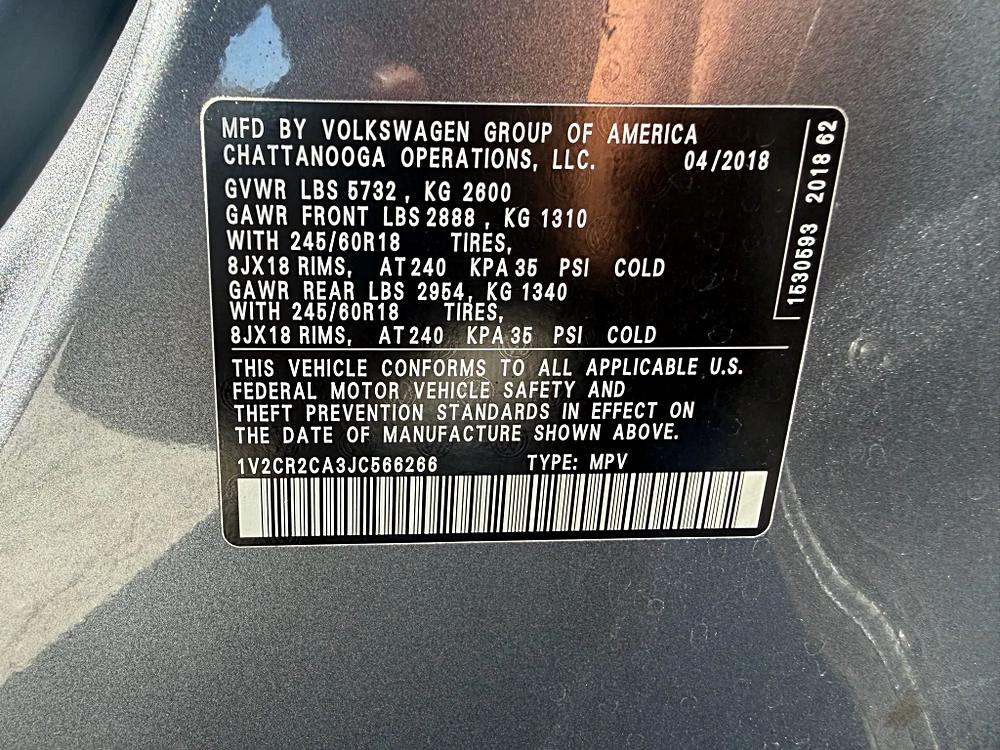 MFD BY VOLKSWAGEN GROUP OF AMERICA
CHATTANOOGA OPERATIONS, LLC. 04/2018
GVWR LBS 5732, KG 2600
GAWR FRONT LBS 2888, KG 1310
WITH 245/60R18 TIRES,
8JX18 RIMS, AT 240 KPA 35 PSI COLD
GAWR REAR LBS 2954, KG 1340
WITH 245/60R18 TIRES,
8JX18 RIMS, AT 240 KPA 35 PSI COLD
THIS VEHICLE CONFORMS TO ALL APPLICABLE U.S.
FEDERAL MOTOR VEHICLE SAFETY AND
THEFT PREVENTION STANDARDS IN EFFECT ON
THE DATE OF MANUFACTURE SHOWN ABOVE.
1V2CR2CA3JC566266 TYPE: MPV
1530593 2018 62